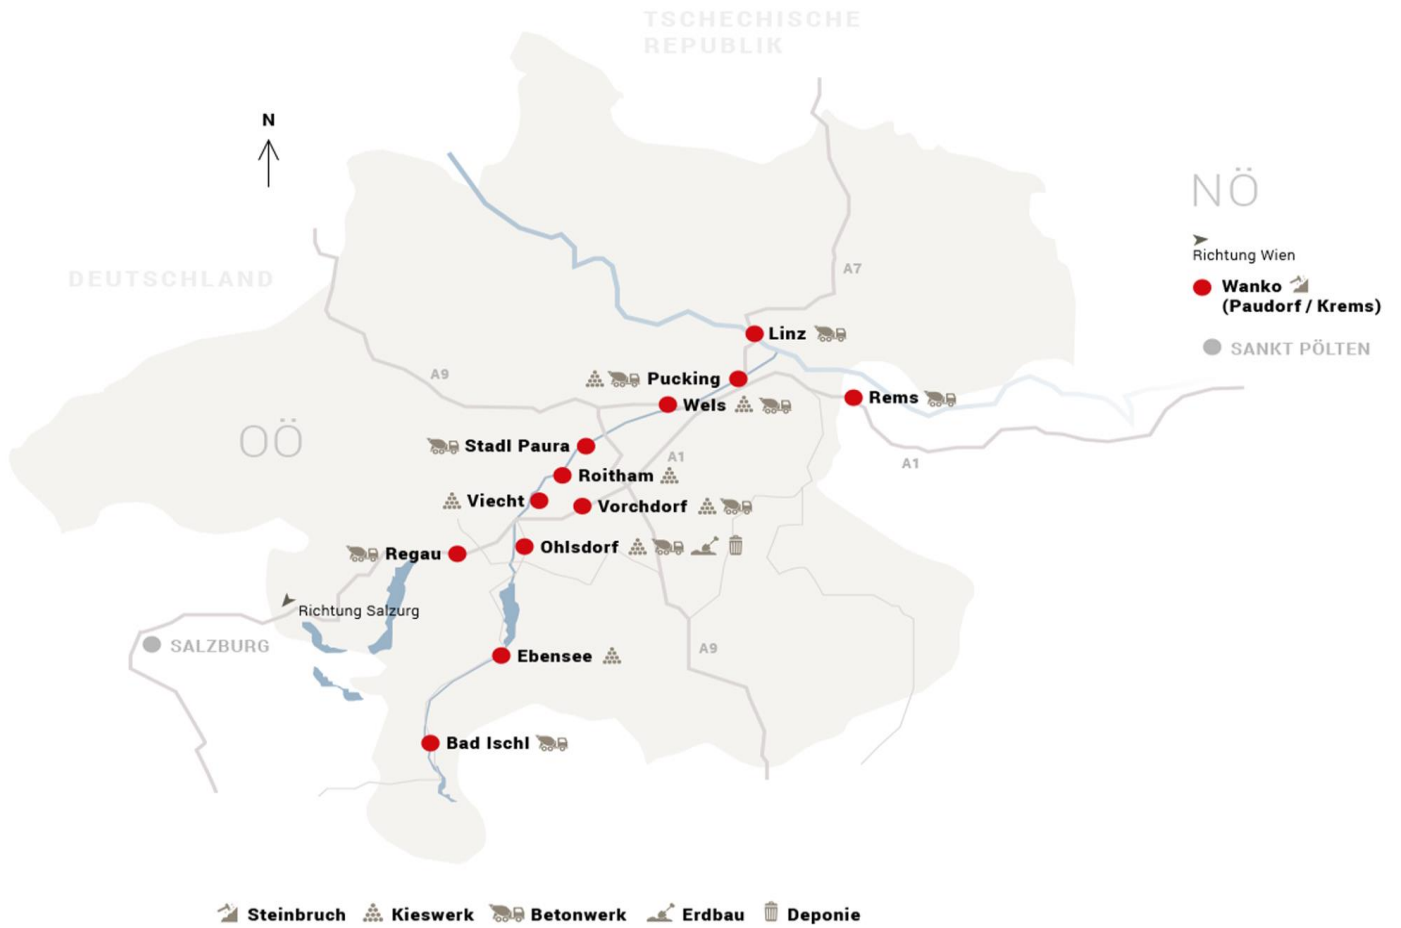 TSCHECHISCHE
REPUBLIK
N
NÖ
Richtung Wien
DEUTSCHLAND
A7
Wanko
(Paudorf / Krems)
Linz
SANKT PÖLTEN
A9
Pucking
Rems
Wels
OÖ
Stadl Paura
A1
A1
Roitham
Viecht
Vorchdorf
Regau
Ohlsdorf
Richtung Salzurg
SALZBURG
A9
Ebensee
Bad Ischl
Steinbruch Kieswerk Betonwerk Erdbau Deponie